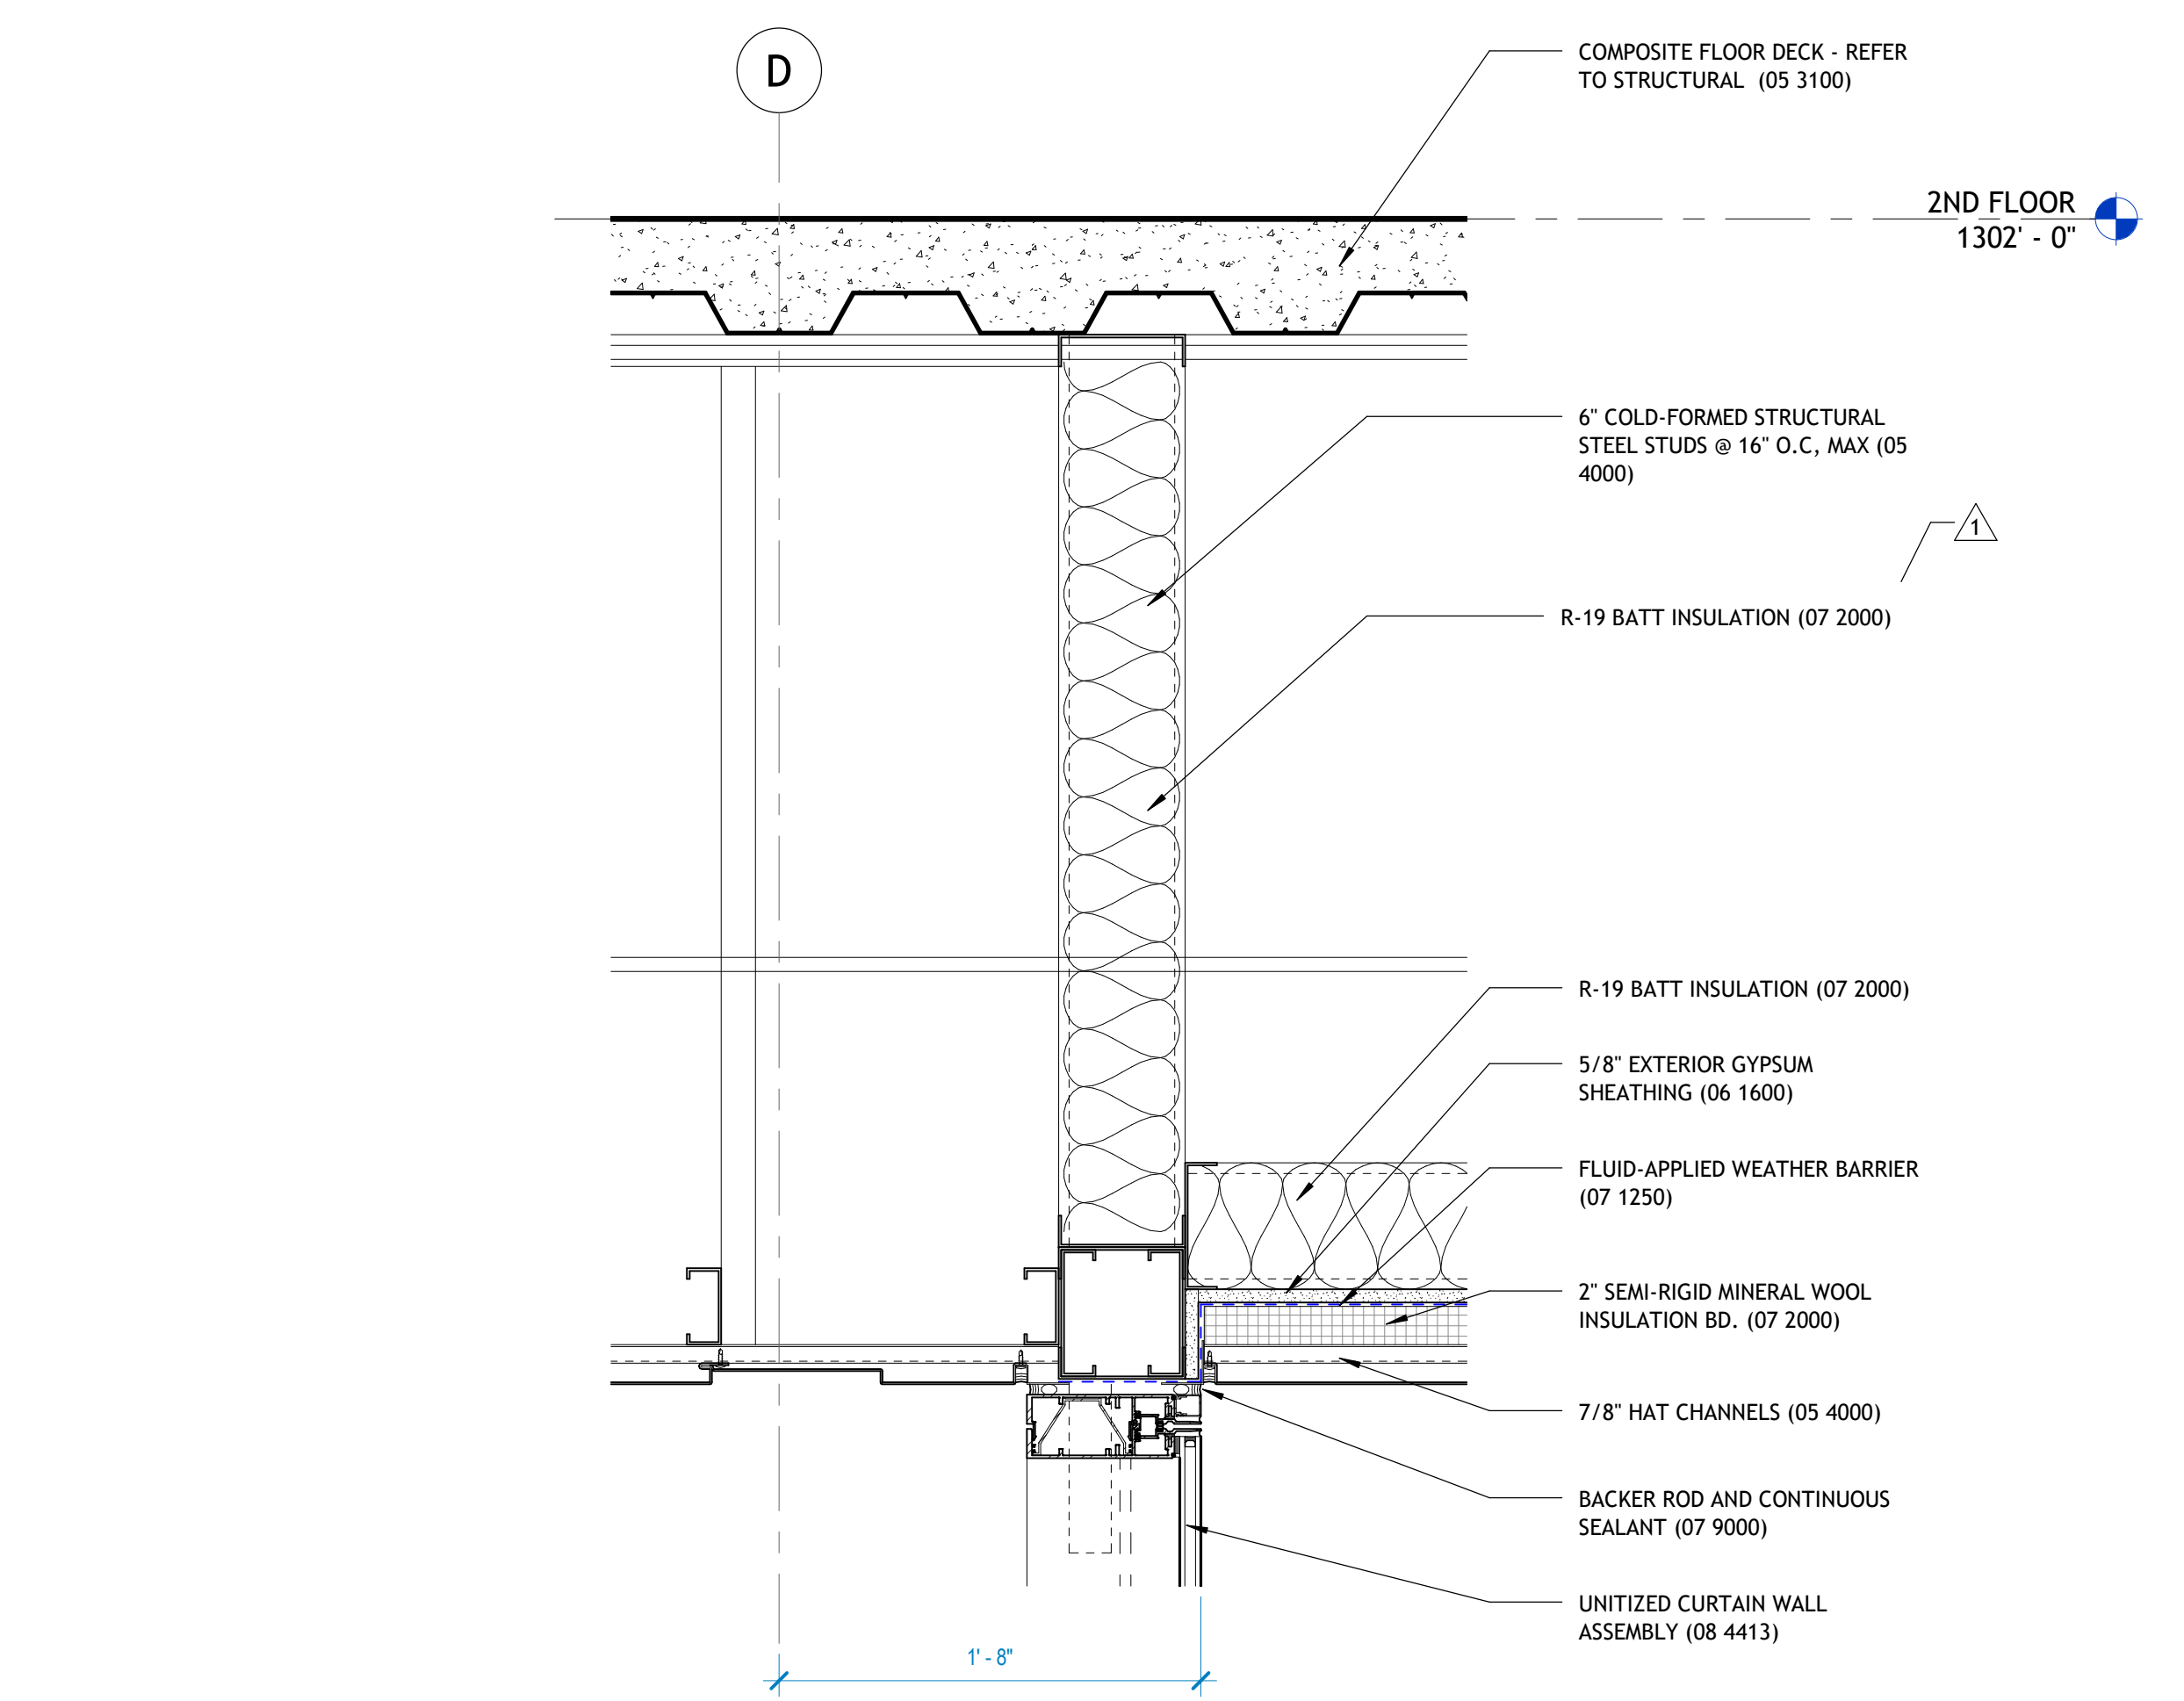 D
COMPOSITE FLOOR DECK - REFER
TO STRUCTURAL (05 3100)
2ND FLOOR
1302' - 0"
6" COLD-FORMED STRUCTURAL
STEEL STUDS @ 16" O.C, MAX (05
4000)
1
R-19 BATT INSULATION (07 2000)
R-19 BATT INSULATION (07 2000)
5/8" EXTERIOR GYPSUM
SHEATHING (06 1600)
FLUID-APPLIED WEATHER BARRIER
(07 1250)
2" SEMI-RIGID MINERAL WOOL
INSULATION BD. (07 2000)
7/8" HAT CHANNELS (05 4000)
BACKER ROD AND CONTINUOUS
SEALANT (07 9000)
UNITIZED CURTAIN WALL
ASSEMBLY (08 4413)
1' - 8"